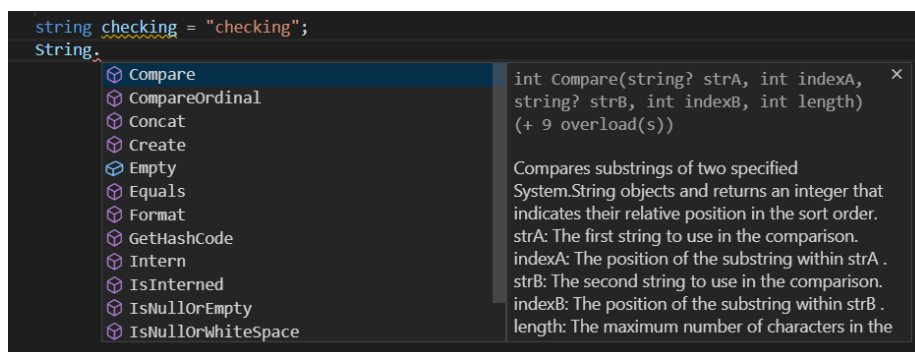 string checking = "checking";
String.
Compare
CompareOrdinal
Concat
Create
Empty
Equals
Format
GetHashCode
Intern
IsInterned
IsNullOrEmpty
IsNullOrWhiteSpace
int Compare(string? strA, int indexA,
string? strB, int indexB, int length)
(+ 9 overload(s))
Compares substrings of two specified
System.String objects and returns an integer that
indicates their relative position in the sort order.
strA: The first string to use in the comparison.
indexA: The position of the substring within strA .
strB: The second string to use in the comparison.
indexB: The position of the substring within strB .
length: The maximum number of characters in the